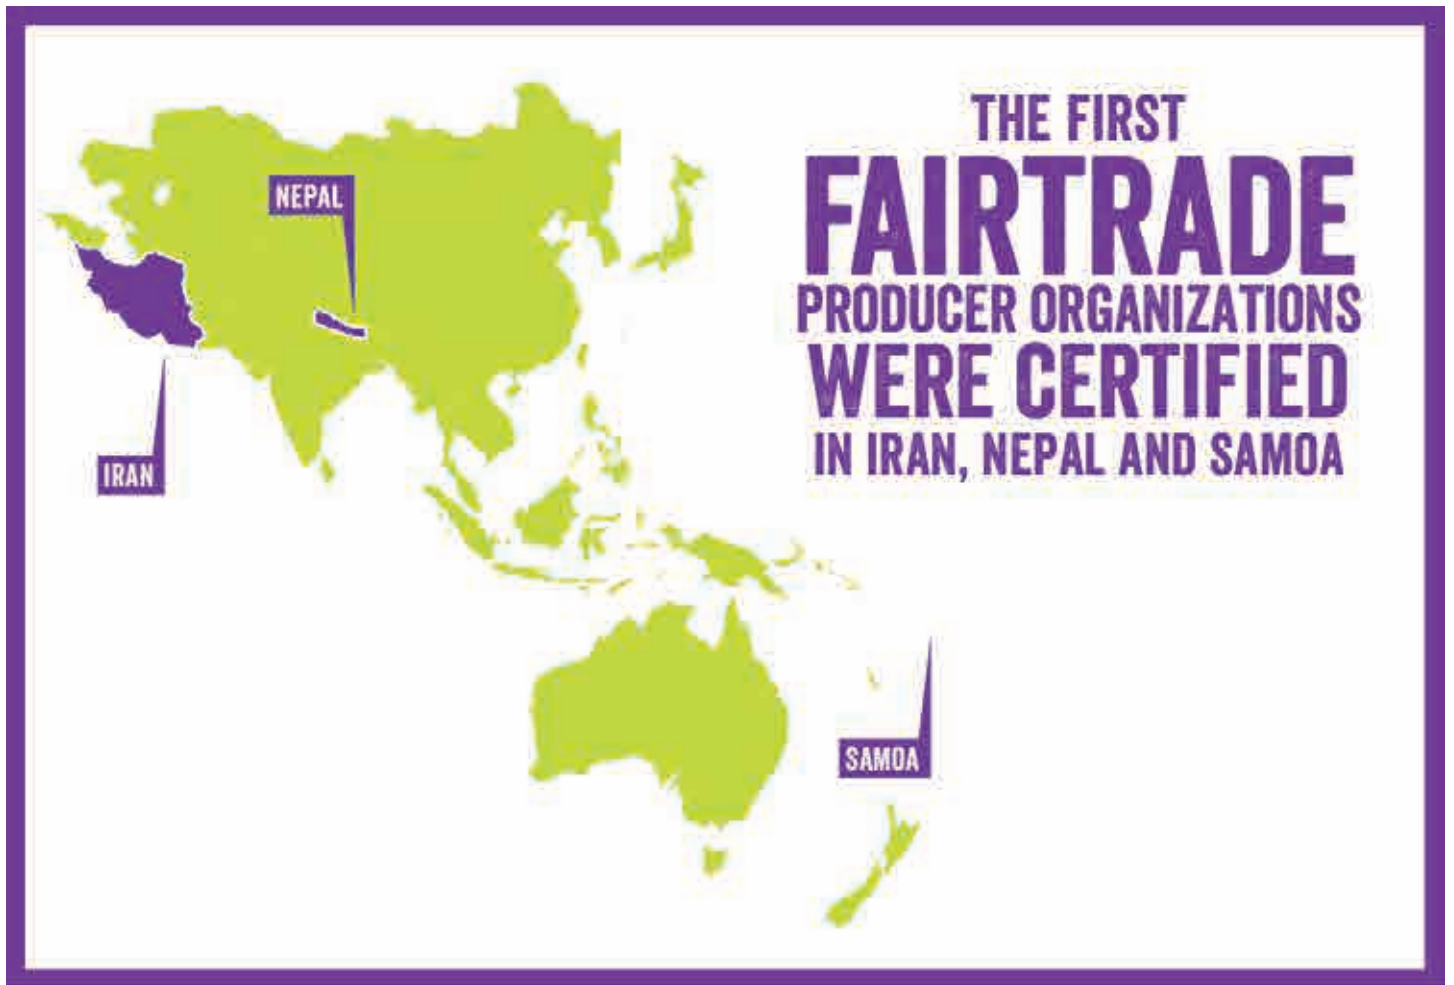 THE FIRST
FAIRTRADE
PRODUCER ORGANIZATIONS
WERE CERTIFIED
IN IRAN, NEPAL AND SAMOA
NEPAL
IRAN
SAMOA